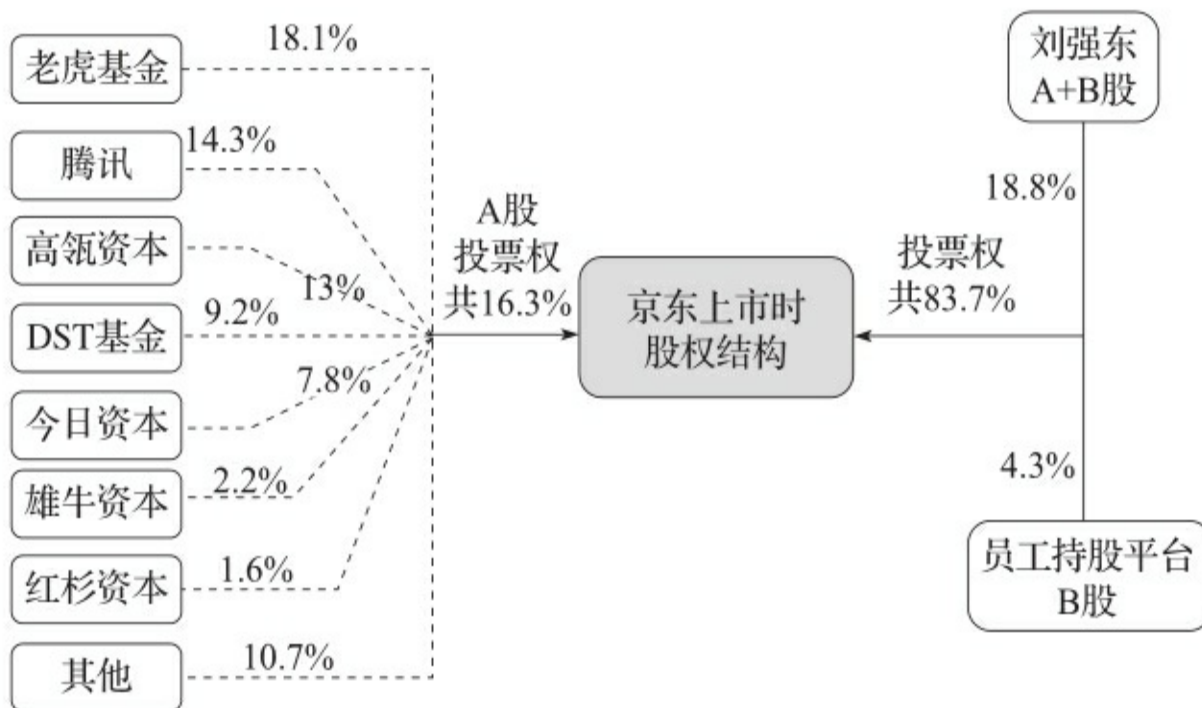 老虎基金
18.1%
腾讯
14.3%
高瓴资本
13%
DST基金
9.2%
今日资本
7.8%
雄牛资本
2.2%
红杉资本
1.6%
其他
10.7%
A股
投票权
共16.3%
京东上市时
股权结构
投票权
共83.7%
刘强东
A+B股
18.8%
4.3%
员工持股平台
B股